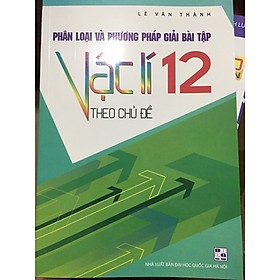 LÊ VĂN THÀNH
PHÂN LOẠI VÀ PHƯƠNG PHÁP GIẢI BÀI TẬP
Vật lí 12
THEO CHỦ ĐỀ
NHÀ XUẤT BẢN ĐẠI HỌC QUỐC GIA HÀ NỘI